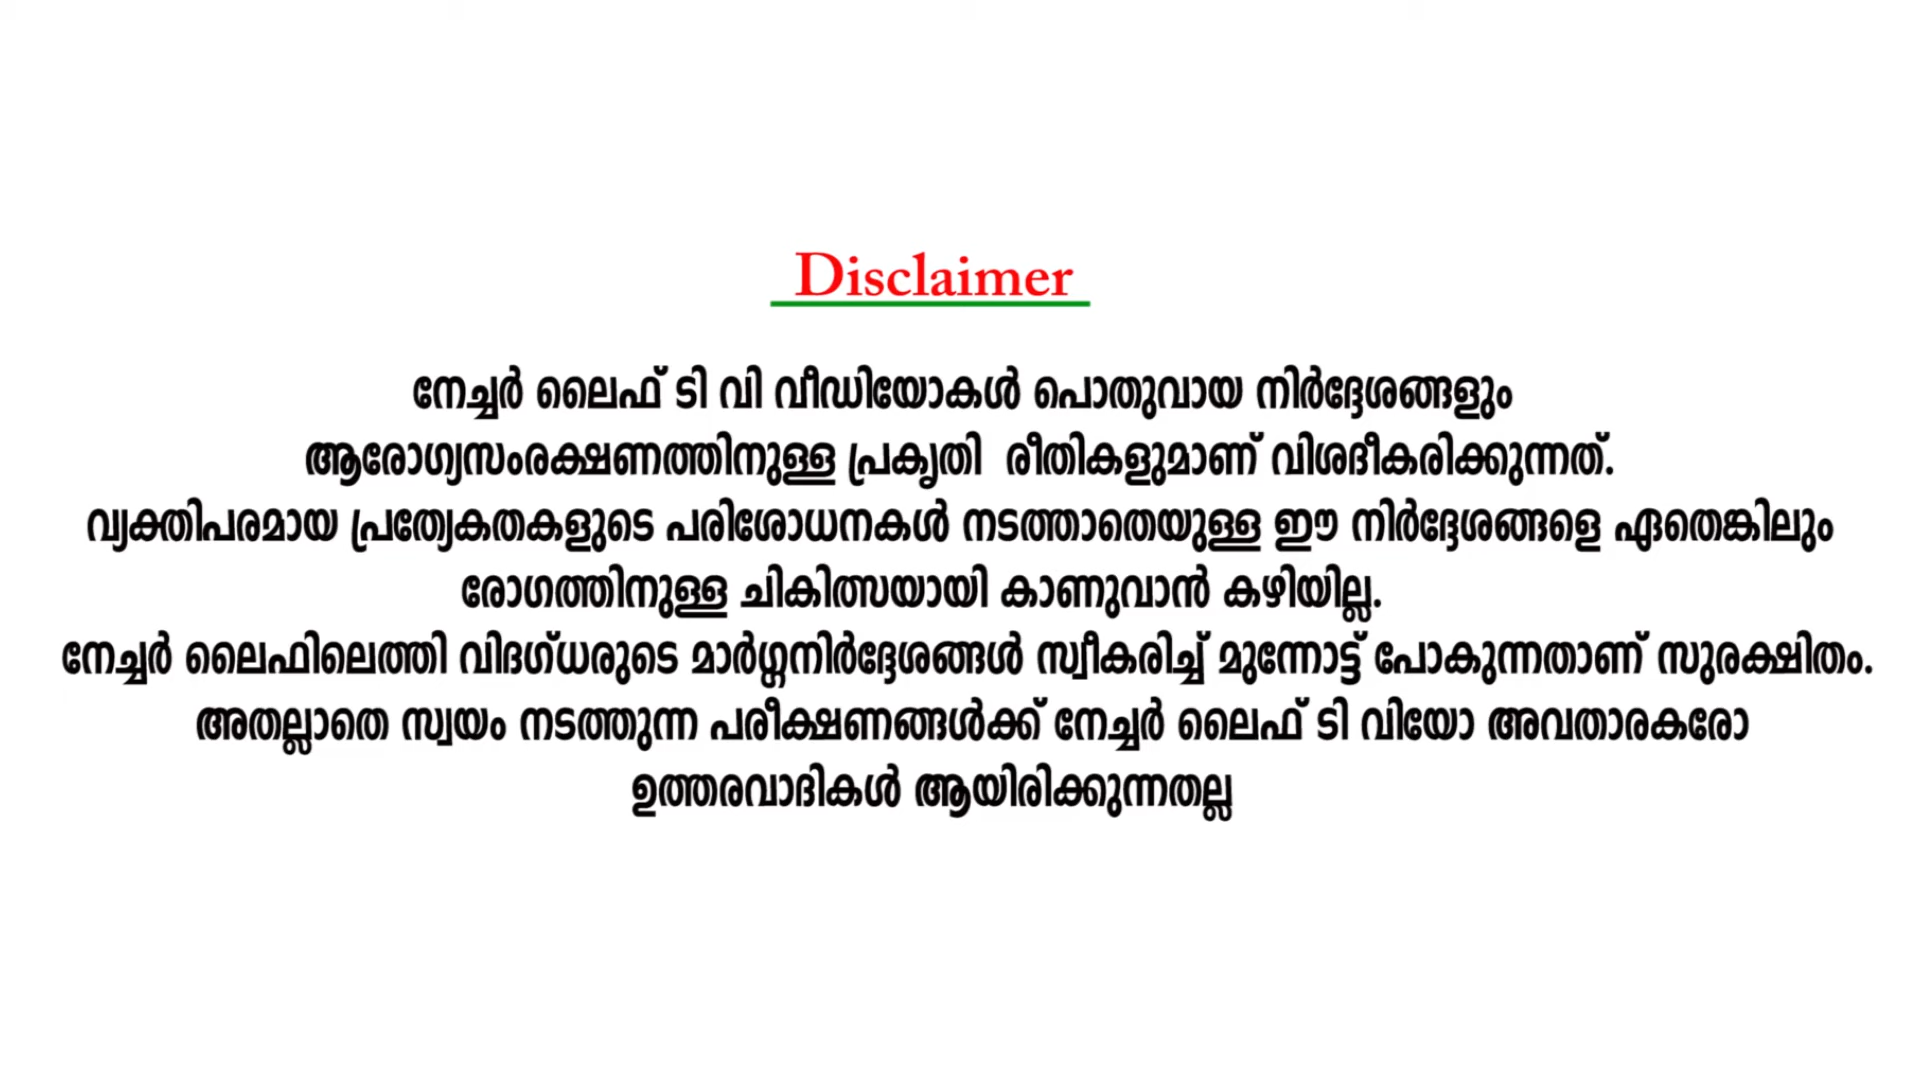 Disclaimer
നേച്ചർ ലൈഫ് ടി വി വീഡിയോകൾ പൊതുവായ നിർദ്ദേശങ്ങളും
ആരോഗ്യസംരക്ഷണത്തിനുള്ള പ്രകൃതി രീതികളുമാണ് വിശദീകരിക്കുന്നത്.
വ്യക്തിപരമായ പ്രത്യേകതകളുടെ പരിശോധനകൾ നടത്താതെയുള്ള ഈ നിർദ്ദേശങ്ങളെ ഏതെങ്കിലും
രോഗത്തിനുള്ള ചികിത്സയായി കാണുവാൻ കഴിയില്ല.
നേച്ചർ ലൈഫിലെത്തി വിദഗ്ധരുടെ മാർഗ്ഗനിർദ്ദേശങ്ങൾ സ്വീകരിച്ച് മുന്നോട്ട് പോകുന്നതാണ് സുരക്ഷിതം.
അതല്ലാതെ സ്വയം നടത്തുന്ന പരീക്ഷണങ്ങൾക്ക് നേച്ചർ ലൈഫ് ടി വിയോ അവതാരകരോ
ഉത്തരവാദികൾ ആയിരിക്കുന്നതല്ല